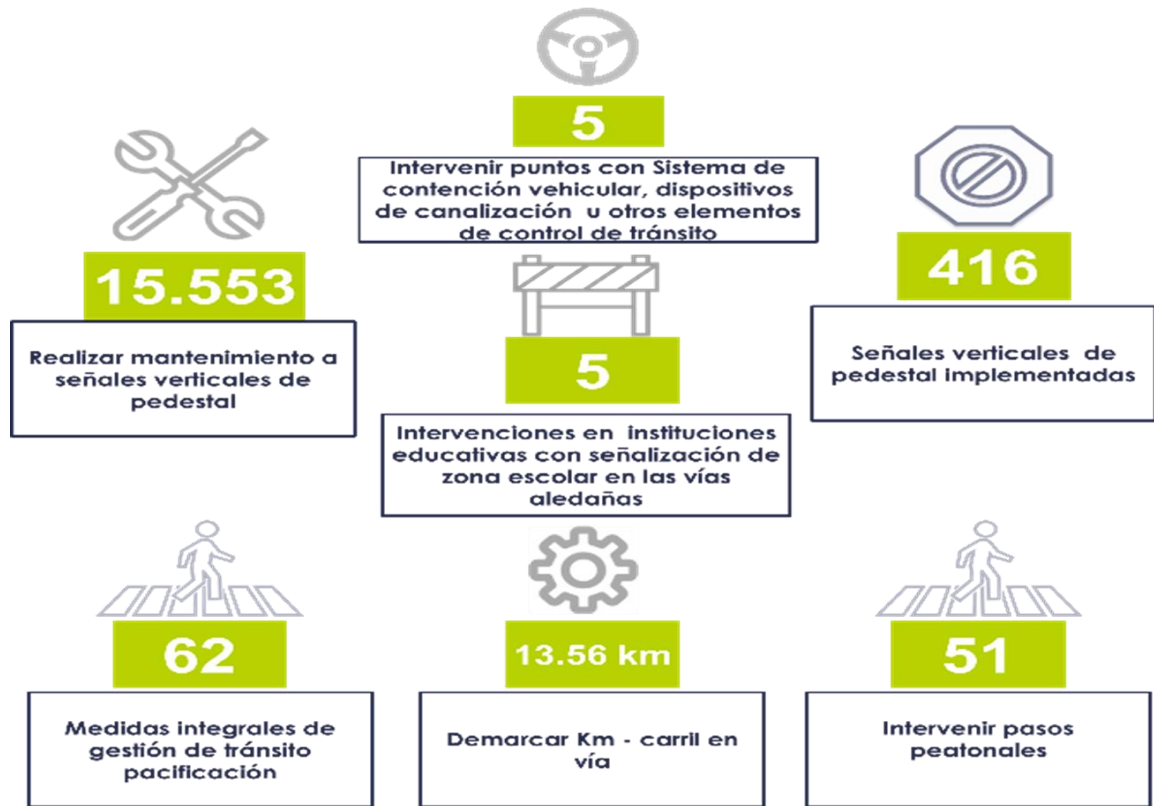 5
Intervenir puntos con Sistema de
contención vehicular, dispositivos
de canalización u otros elementos
de control de tránsito
15.553
Realizar mantenimiento a
señales verticales de
pedestal
416
Señales verticales de
pedestal implementadas
5
Intervenciones en instituciones
educativas con señalización de
zona escolar en las vías
aledañas
62
Medidas integrales de
gestión de tránsito
pacificación
13.56 km
Demarcar Km - carril en
vía
51
Intervenir pasos
peatonales